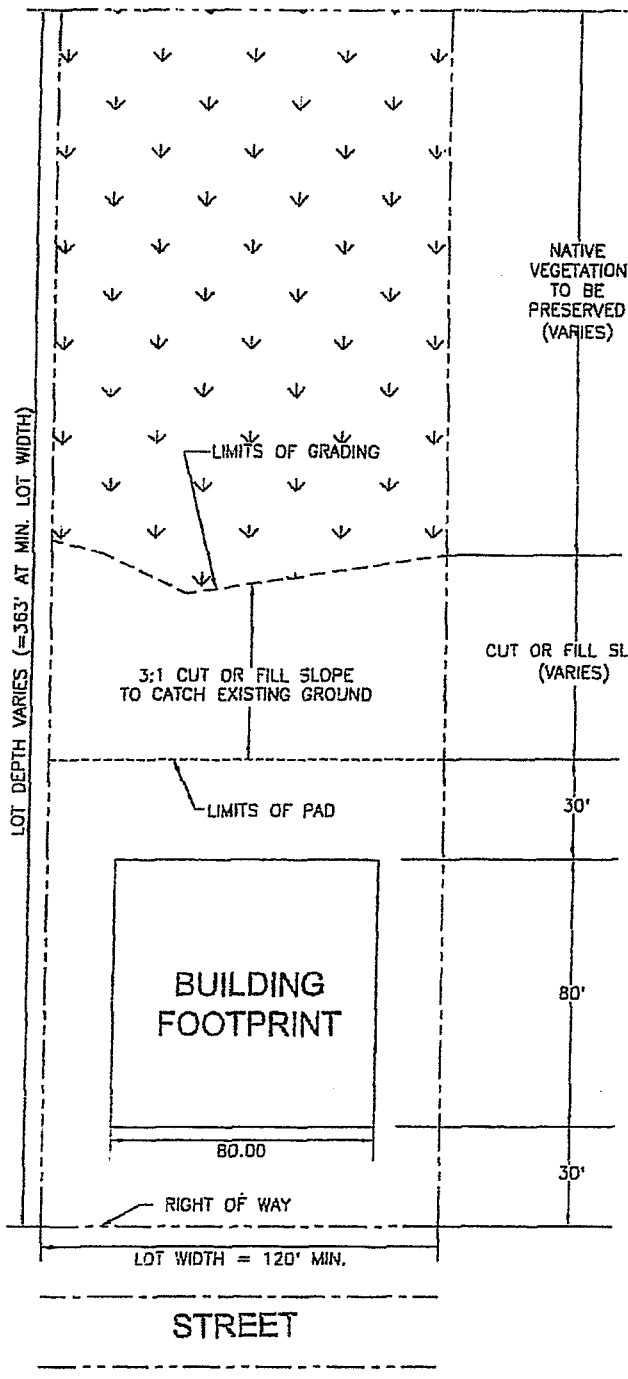 NATIVE
VEGETATION
TO BE
PRESERVED
(VARIES)
LOT DEPTH VARIES (=363' AT MIN. LOT WIDTH)
LIMITS OF GRADING
3:1 CUT OR FILL SLOPE
TO CATCH EXISTING GROUND
CUT OR FILL SL
(VARIES)
LIMITS OF PAD
30'
BUILDING
FOOTPRINT
80'
80.00
30'
RIGHT OF WAY
LOT WIDTH = 120' MIN.
STREET